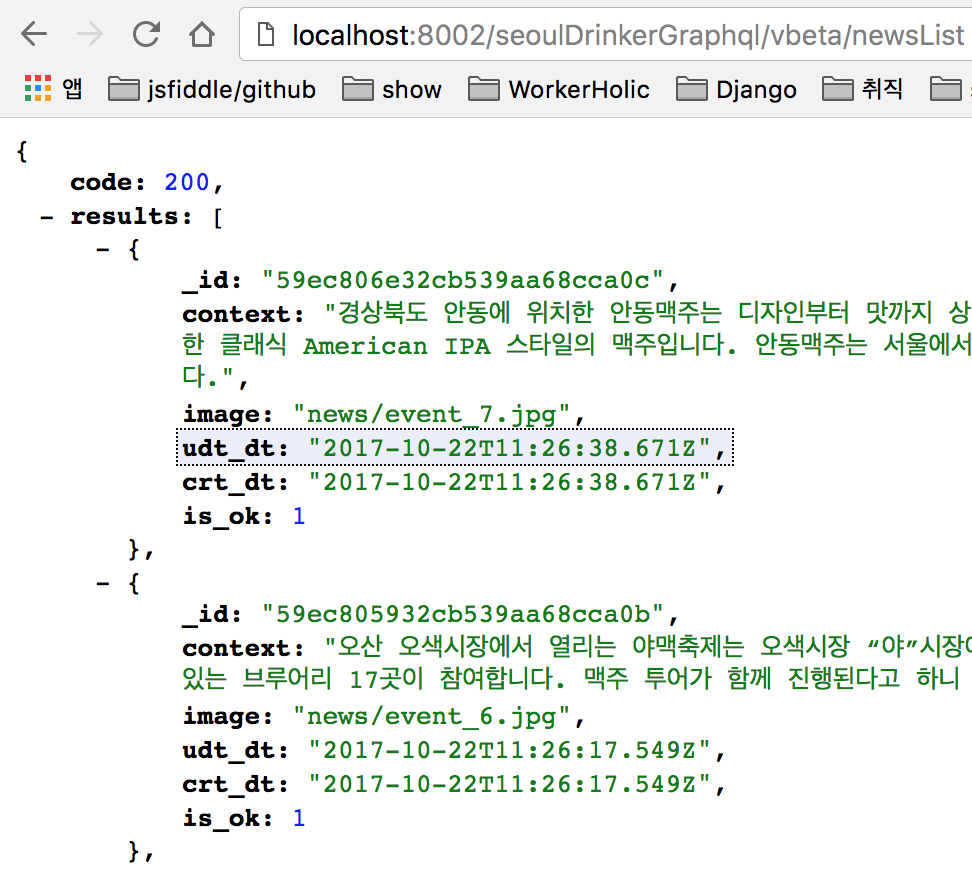 localhost:8002/seoulDrinkerGraphql/vbeta/newsList
앱 jsfiddle/github show WorkerHolic Django 취직
{
code: 200,
- results: [
- {
_id: "59ec806e32cb539aa68cca0c",
context: "경상북도 안동에 위치한 안동맥주는 디자인부터 맛까지 상
한 클래식 American IPA 스타일의 맥주입니다. 안동맥주는 서울에서
다.",
image: "news/event_7.jpg",
udt_dt: "2017-10-22T11:26:38.671Z",
crt_dt: "2017-10-22T11:26:38.671Z",
is_ok: 1
},
- {
_id: "59ec805932cb539aa68cca0b",
context: "오산 오색시장에서 열리는 야맥축제는 오색시장 “야”시장
있는 브루어리 17곳이 참여합니다. 맥주 투어가 함께 진행된다고 하니
image: "news/event_6.jpg",
udt_dt: "2017-10-22T11:26:17.549Z",
crt_dt: "2017-10-22T11:26:17.549Z",
is_ok: 1
},